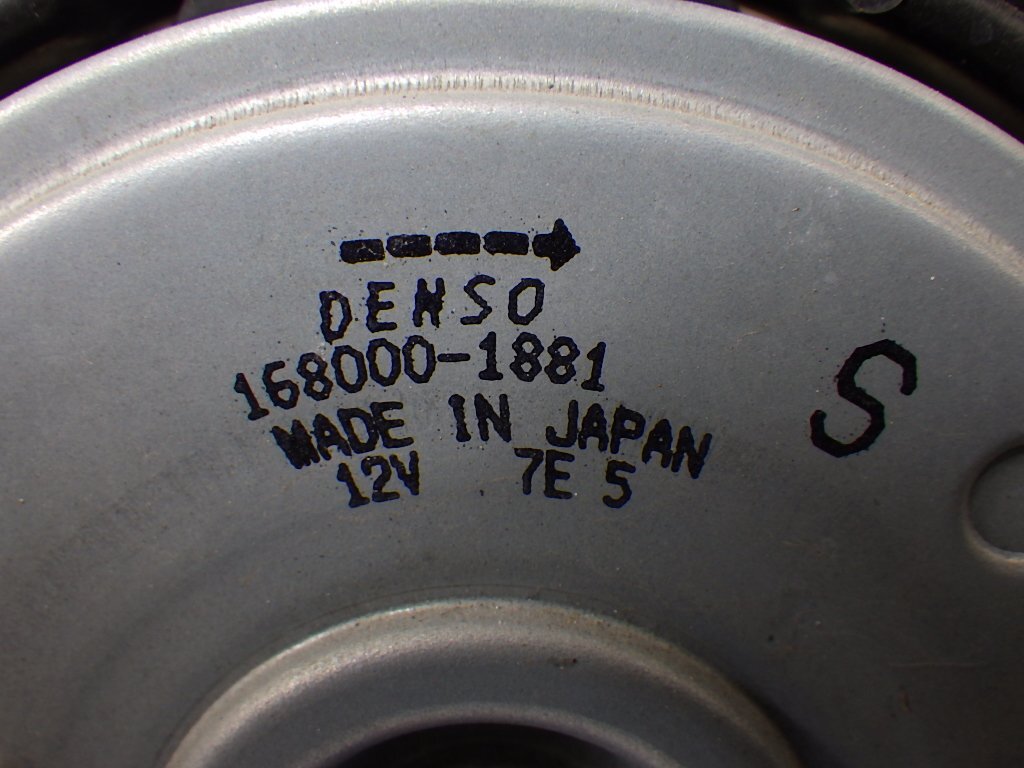 DENSO
168000-1881
MADE IN JAPAN
12V 7E 5
S